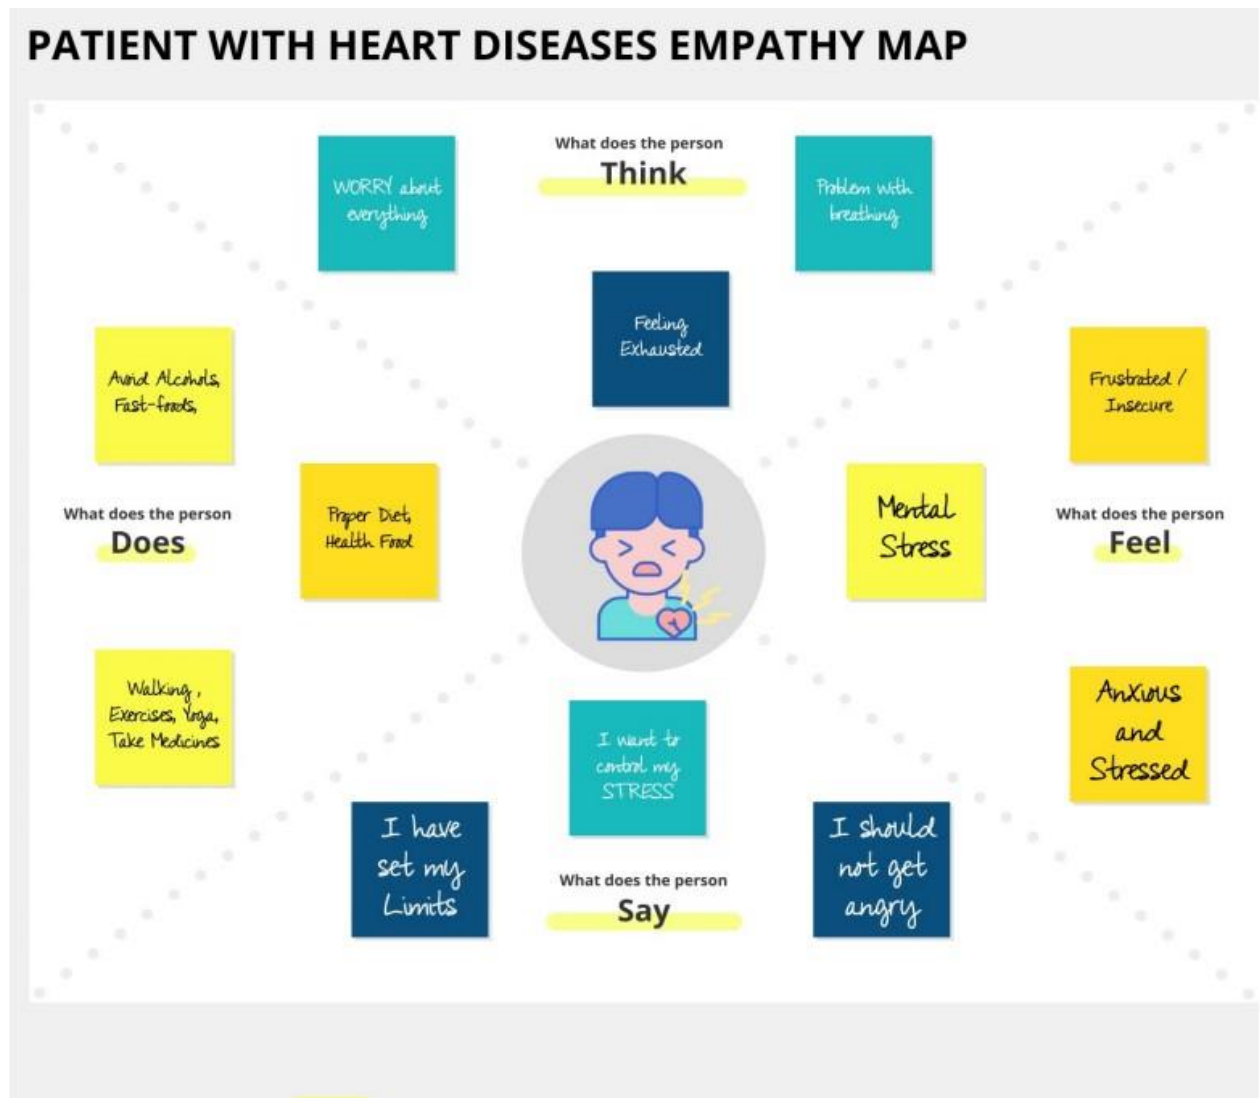 PATIENT WITH HEART DISEASES EMPATHY MAP
What does the person
Think
WORRY about
everything
Problem with
breathing
Feeling
Exhausted
Avoid Alcohols,
Fast-foods,
What does the person
Does
Proper Diet,
Health Food
Walking,
Exercises, Yoga,
Take Medicines
Frustrated /
Insecure
Mental
Stress
What does the person
Feel
AnXious
and
Stressed
I want to
control my
STRESS
I have
set my
Limits
I should
not get
angry
What does the person
Say